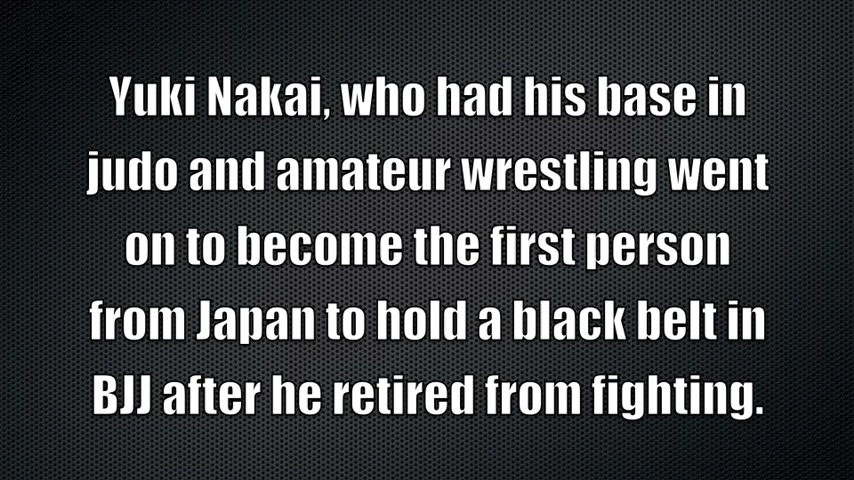 Yuki Nakai, who had his base in
judo and amateur wrestling went
on to become the first person
from Japan to hold a black belt in
BJJ after he retired from fighting.